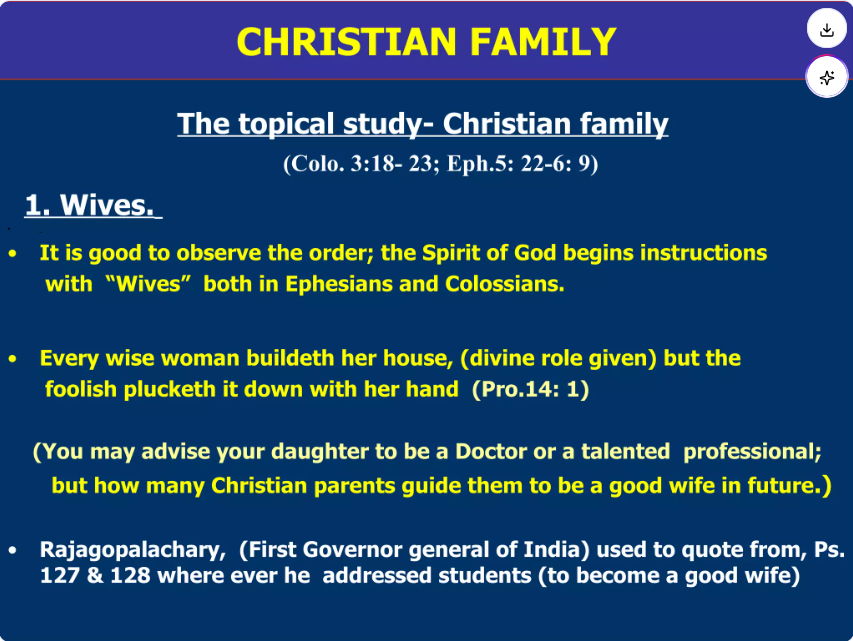 CHRISTIAN FAMILY
The topical study- Christian family
(Colo. 3:18- 23; Eph.5: 22-6: 9)
1. Wives.
• It is good to observe the order; the Spirit of God begins instructions
with “Wives” both in Ephesians and Colossians.
• Every wise woman buildeth her house, (divine role given) but the
foolish plucketh it down with her hand (Pro.14: 1)
(You may advise your daughter to be a Doctor or a talented professional;
but how many Christian parents guide them to be a good wife in future.)
• Rajagopalachary, (First Governor general of India) used to quote from, Ps.
127 & 128 where ever he addressed students (to become a good wife)